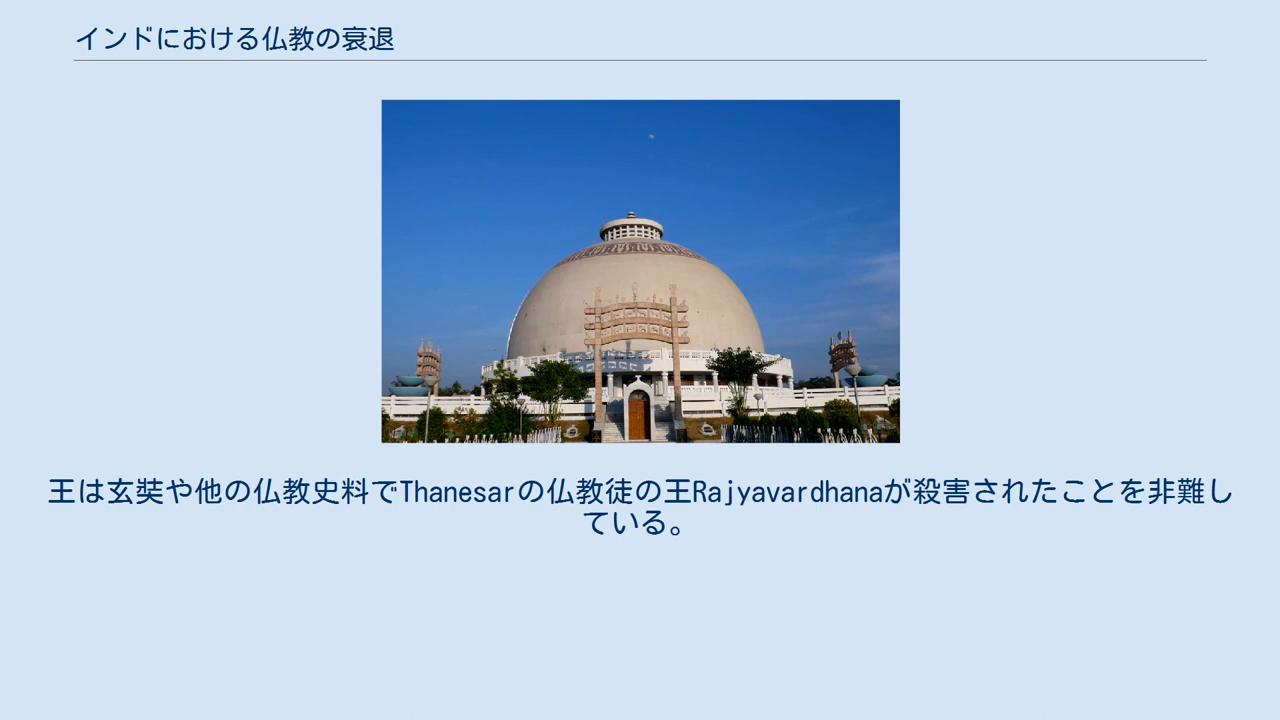 インドにおける仏教の衰退
王は玄奘や他の仏教史料でThanesarの仏教徒の王Rajyavardhanaが殺害されたことを非難し
ている。